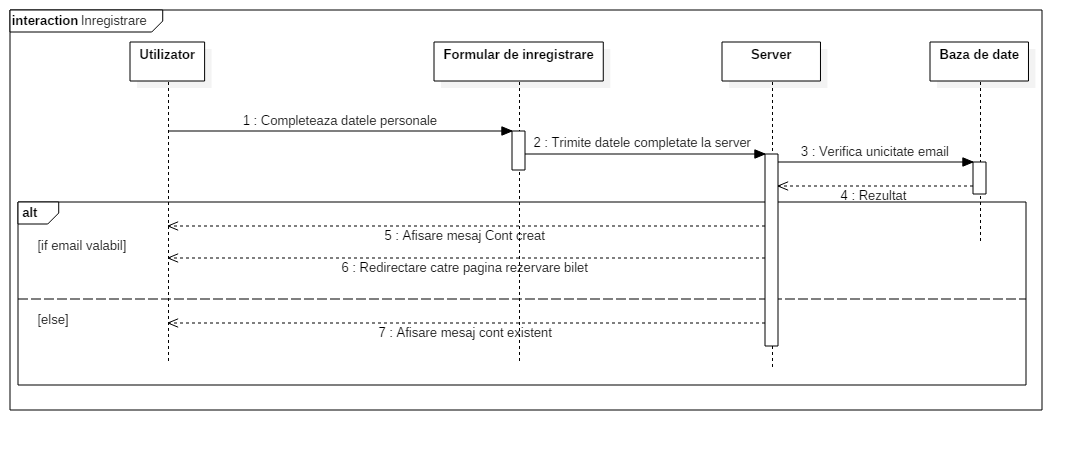 interaction Inregistrare
Utilizator
Formular de inregistrare
Server
Baza de date
1 : Completeaza datele personale
2 : Trimite datele completate la server
3 : Verifica unicitate email
4 : Rezultat
alt
5 : Afisare mesaj Cont creat
[if email valabil]
6 : Redirectare catre pagina rezervare bilet
[else]
7 : Afisare mesaj cont existent